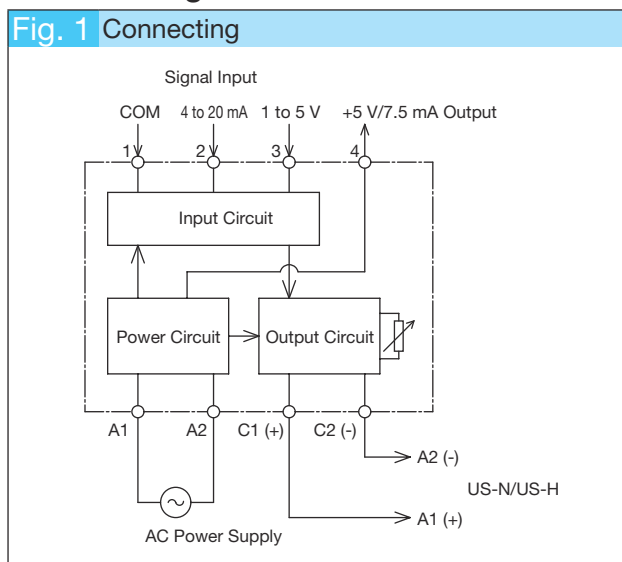 Fig. 1 Connecting
Signal Input
COM 4 to 20 mA 1 to 5 V +5 V/7.5 mA Output
1 2 3 4
Input Circuit
Power Circuit Output Circuit
A1 A2 C1 (+) C2 (-)
A2 (-)
US-N/US-H
A1 (+)
AC Power Supply